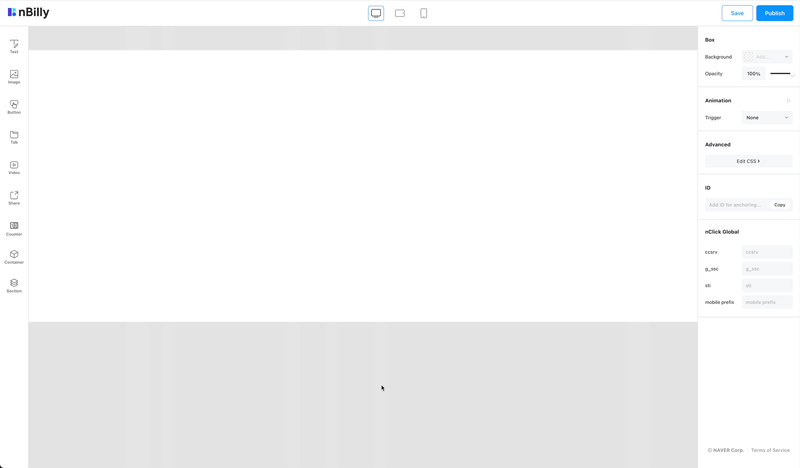 nBilly
Save
Publish
Text
Image
Button
Tab
Video
Share
Counter
Container
Section
Box
Background
Add...
Opacity
100%
Animation
Trigger
None
Advanced
Edit CSS
ID
Add ID for anchoring...
Copy
nClick Global
ccsrv
ccsrv
g_ssc
g_ssc
sti
sti
mobile prefix
mobile prefix
© NAVER Corp. · Terms of Service